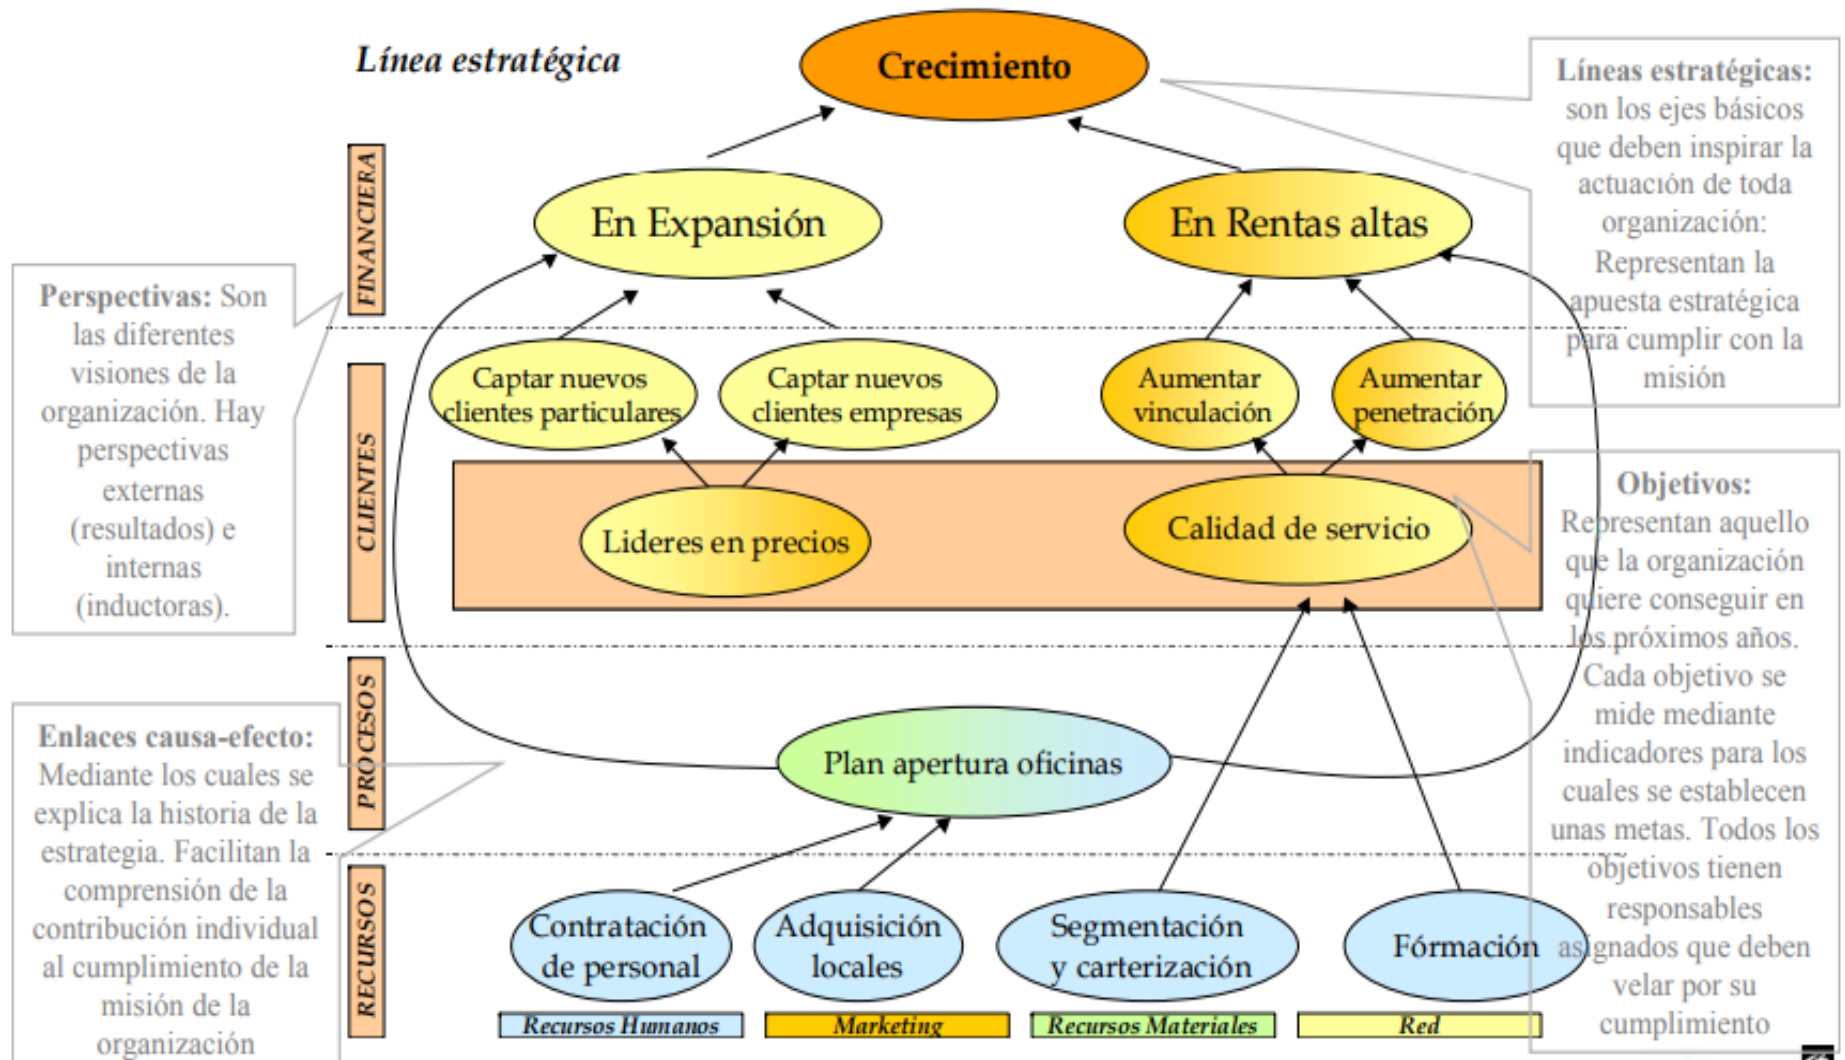 Línea estratégica
Crecimiento
Líneas estratégicas:
son los ejes básicos
que deben inspirar la
actuación de toda
organización:
Representan la
apuesta estratégica
para cumplir con la
misión
FINANCIERA
En Expansión
En Rentas altas
Perspectivas: Son
las diferentes
visiones de la
organización. Hay
perspectivas
externas
(resultados) e
internas
(inductoras).
CLIENTES
Captar nuevos
clientes particulares
Captar nuevos
clientes empresas
Aumentar
vinculación
Aumentar
penetración
Lideres en precios
Calidad de servicio
Objetivos:
Representan aquello
que la organización
quiere conseguir en
los próximos años.
Cada objetivo se
mide mediante
indicadores para los
cuales se establecen
unas metas. Todos los
objetivos tienen
responsables
asignados que deben
velar por su
cumplimiento
PROCESOS
Plan apertura oficinas
Enlaces causa-efecto:
Mediante los cuales se
explica la historia de la
estrategia. Facilitan la
comprensión de la
contribución individual
al cumplimiento de la
misión de la
organización
RECURSOS
Contratación
de personal
Adquisición
locales
Segmentación
y carterización
Fórmación
Recursos Humanos
Marketing
Recursos Materiales
Red